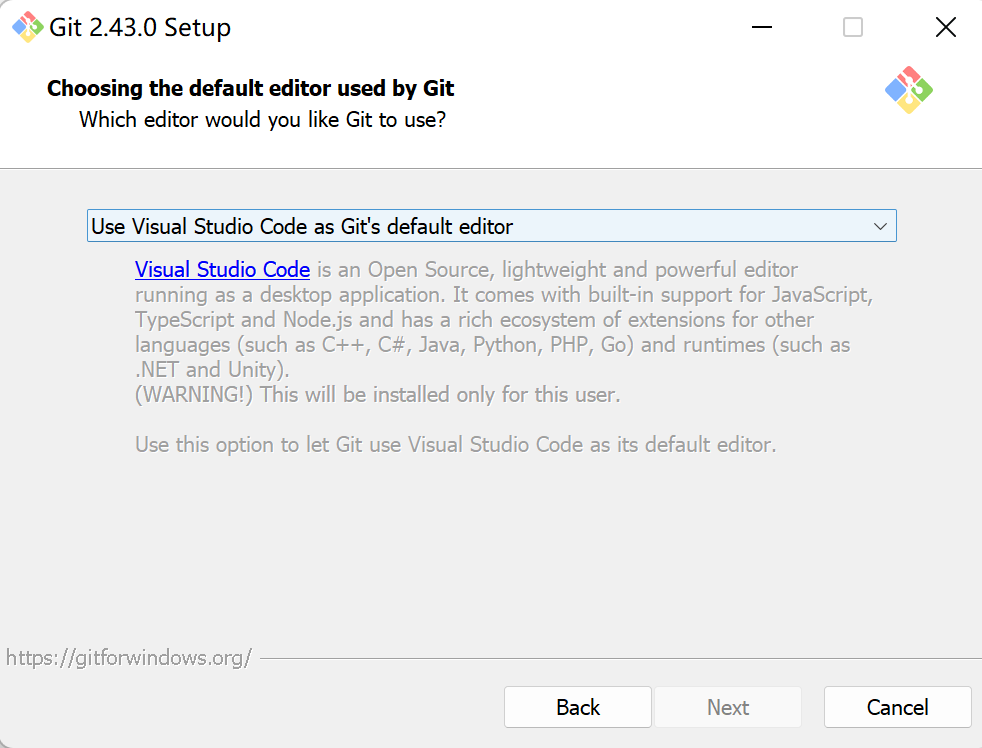 Git 2.43.0 Setup
Choosing the default editor used by Git
Which editor would you like Git to use?
Use Visual Studio Code as Git's default editor
Visual Studio Code is an Open Source, lightweight and powerful editor
running as a desktop application. It comes with built-in support for JavaScript,
TypeScript and Node.js and has a rich ecosystem of extensions for other
languages (such as C++, C#, Java, Python, PHP, Go) and runtimes (such as
.NET and Unity).
(WARNING!) This will be installed only for this user.
Use this option to let Git use Visual Studio Code as its default editor.
https://gitforwindows.org/
Back Next Cancel